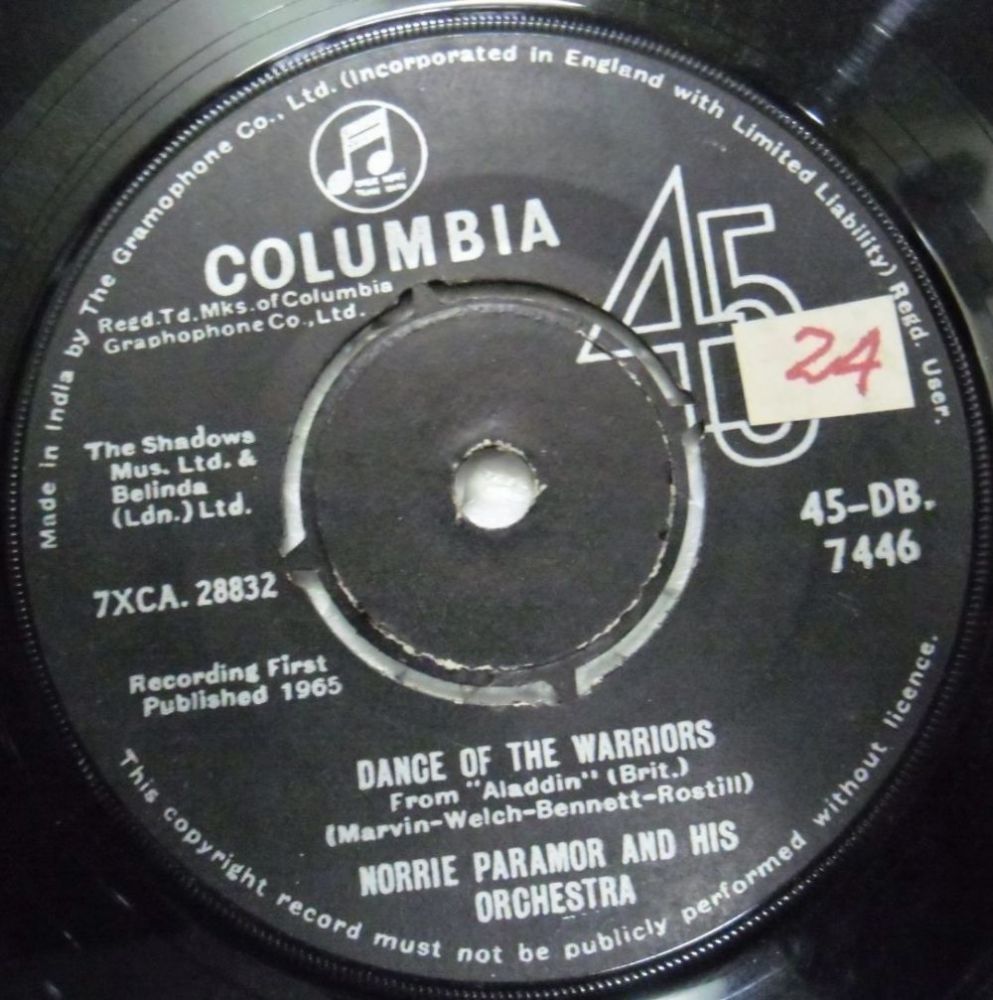 Made in India by The Gramophone Co., Ltd. (Incorporated in England with Limited Liability) Regd. User.
COLUMBIA
Regd.Td.Mks.of Columbia
Graphophone Co.,Ltd.
45
24
The Shadows
Mus. Ltd. &
Belinda
(Ldn.) Ltd.
45-DB.
7446
7XCA. 28832
Recording First
Published 1965
DANCE OF THE WARRIORS
From "Aladdin" (Brit.)
(Marvin-Welch-Bennett-Rostill)
NORRIE PARAMOR AND HIS
ORCHESTRA
This copyright record must not be publicly performed without licence.